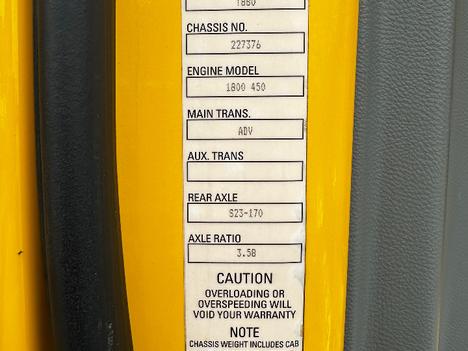 1880
CHASSIS NO.
227376
ENGINE MODEL
1800 450
MAIN TRANS.
ADV
AUX. TRANS
REAR AXLE
S23-170
AXLE RATIO
3.58
CAUTION
OVERLOADING OR
OVERSPEEDING WILL
VOID YOUR WARRANTY
NOTE
CHASSIS WEIGHT INCLUDES CAB